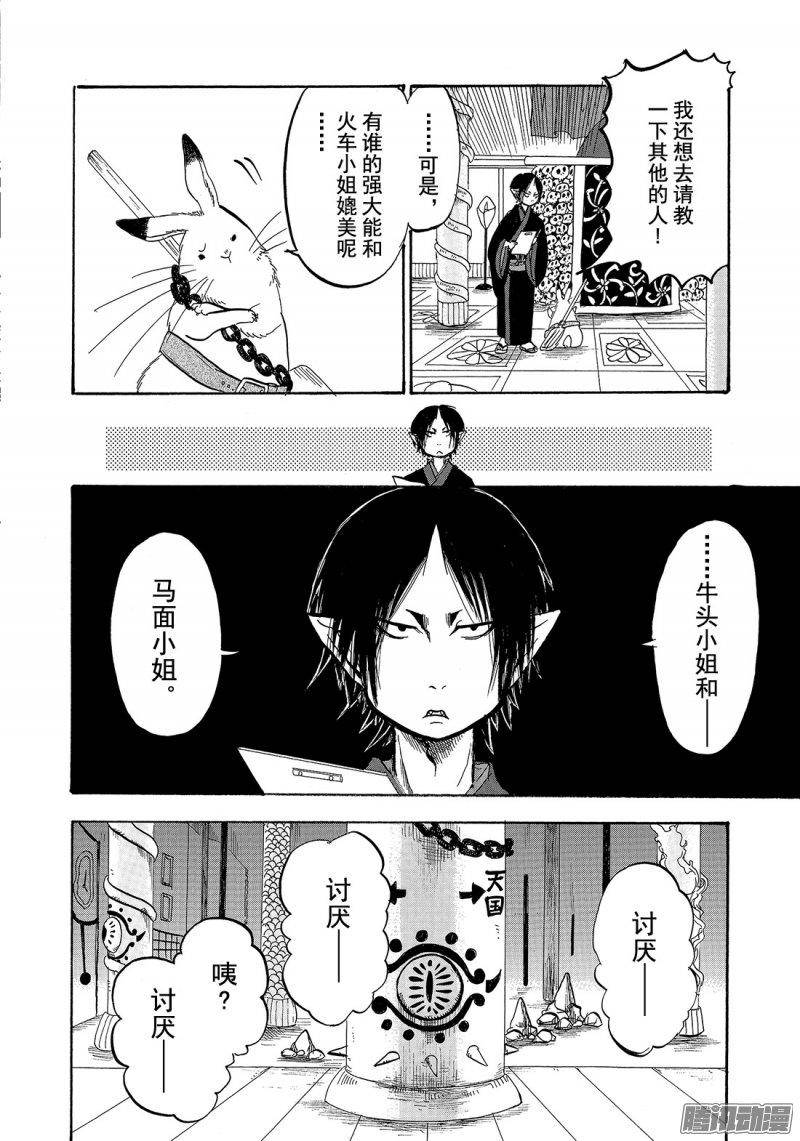 我还想去请教
一下其他的人！
……可是，
有谁的强大能和
火车小姐媲美呢
……
……牛头小姐和——
马面小姐。
讨厌——
天国
讨厌——
咦？
讨厌——
腾讯动漫